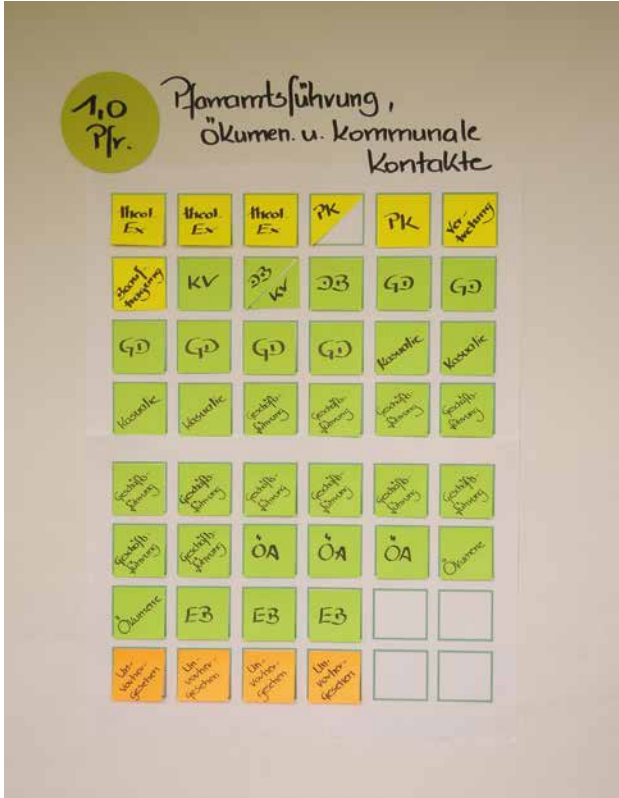 1,0
Pfr.
Pfarramtsführung,
Ökumen. u. kommunale
Kontakte
theol.
Ex
theol.
Ex
theol.
Ex
PK
PK
Ver-
tretung
Beauf-
tragung
KV
DB
KV
DB
GD
GD
GD
GD
GD
GD
Kasualie
Kasualie
Kasualie
Kasualie
Geschäfts-
führung
Geschäfts-
führung
Geschäfts-
führung
Geschäfts-
führung
Geschäfts-
führung
Geschäfts-
führung
Geschäfts-
führung
Geschäfts-
führung
Geschäfts-
führung
Geschäfts-
führung
Geschäfts-
führung
Geschäfts-
führung
ÖA
ÖA
ÖA
Ökumene
Ökumene
EB
EB
EB
Un-
vorher-
gesehen
Un-
vorher-
gesehen
Un-
vorher-
gesehen
Un-
vorher-
gesehen